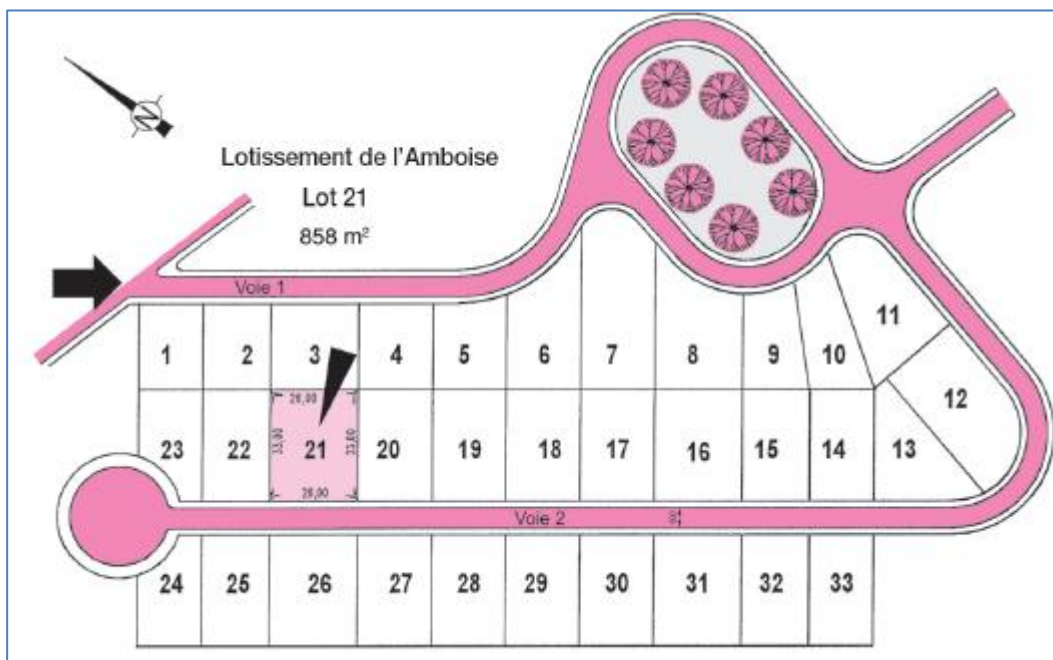 N
Lotissement de l'Amboise
Lot 21
858 m²
Voie 1
1 2 3 4 5 6 7 8 9 10 11
12
26,00
23 22 33,00 21 33,00 20 19 18 17 16 15 14 13
26,00
Voie 2
24 25 26 27 28 29 30 31 32 33